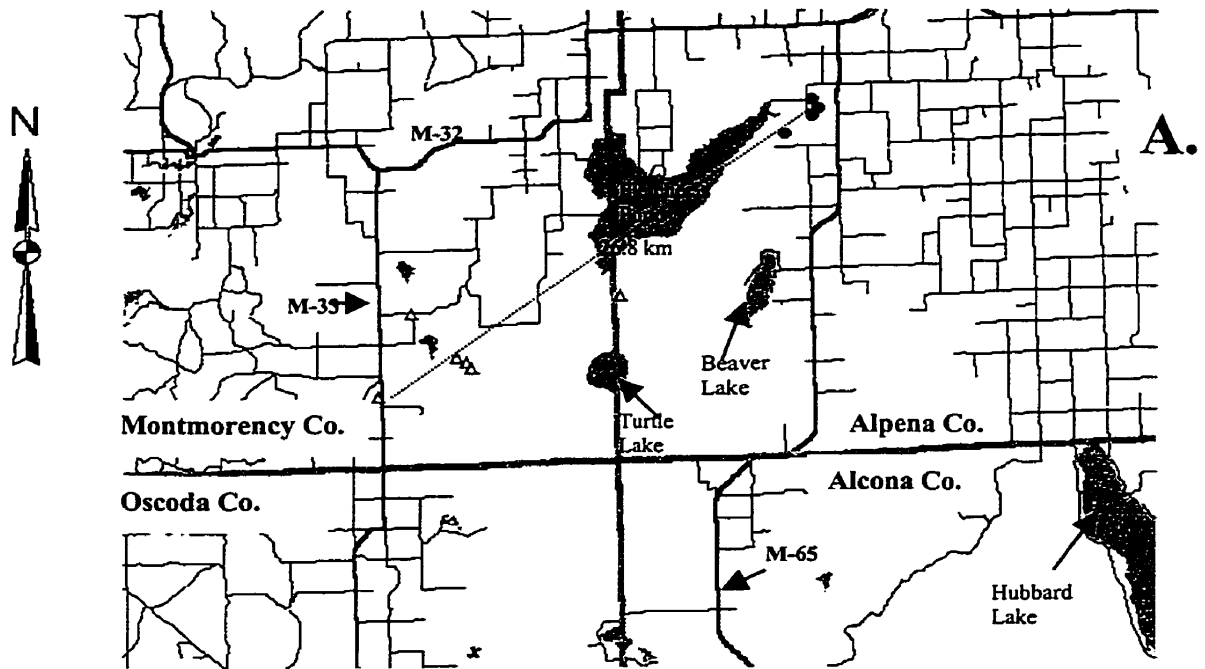 N
A.
M-32
M-33
Beaver
Lake
Turtle
Lake
Montmorency Co.
Alpena Co.
Oscoda Co.
Alcona Co.
M-65
Hubbard
Lake